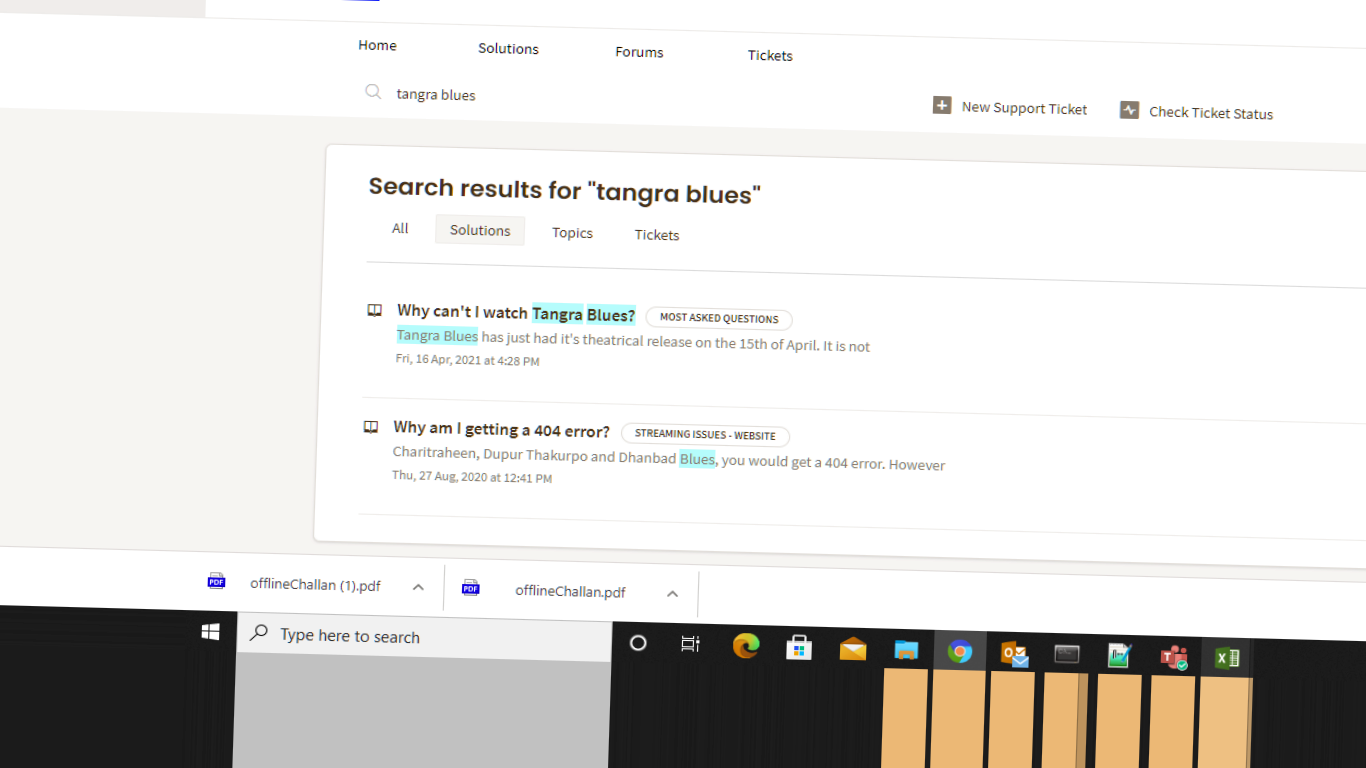 Home Solutions Forums Tickets
tangra blues
New Support Ticket Check Ticket Status
Search results for "tangra blues"
All Solutions Topics Tickets
Why can't I watch Tangra Blues? MOST ASKED QUESTIONS
Tangra Blues has just had it's theatrical release on the 15th of April. It is not
Fri, 16 Apr, 2021 at 4:28 PM
Why am I getting a 404 error? STREAMING ISSUES - WEBSITE
Charitraheen, Dupur Thakurpo and Dhanbad Blues, you would get a 404 error. However
Thu, 27 Aug, 2020 at 12:41 PM
PDF offlineChallan (1).pdf PDF offlineChallan.pdf
Type here to search